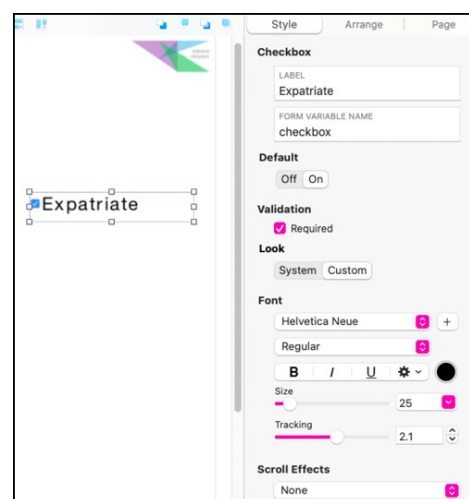 Style Arrange Page
Checkbox
LABEL
Expatriate
FORM VARIABLE NAME
checkbox
Default
Off On
Validation
Required
Look
System Custom
Font
Helvetica Neue
Regular
B I U
Size
25
Tracking
2.1
Scroll Effects
None
Expatriate